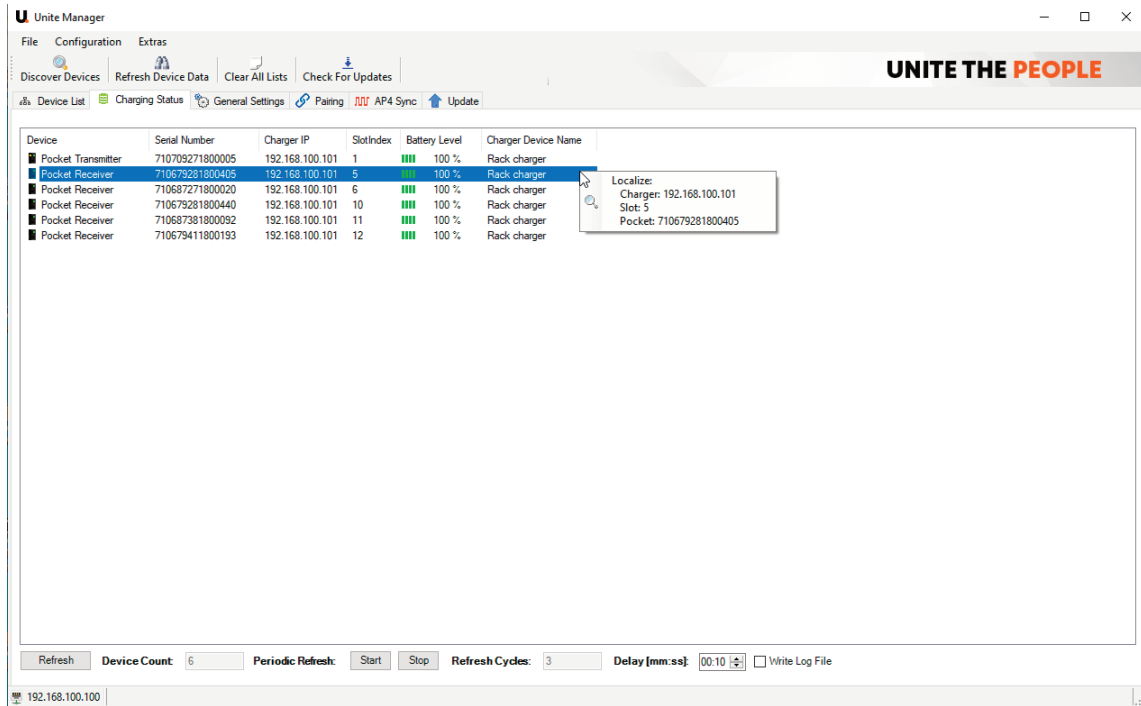 U. Unite Manager
File Configuration Extras
Discover Devices Refresh Device Data Clear All Lists Check For Updates
UNITE THE PEOPLE
Device List Charging Status General Settings Pairing AP4 Sync Update
Device Serial Number Charger IP SlotIndex Battery Level Charger Device Name
Pocket Transmitter 710709271800005 192.168.100.101 1 100 % Rack charger
Pocket Receiver 710679281800405 192.168.100.101 5 100 % Rack charger
Pocket Receiver 710687271800020 192.168.100.101 6 100 % Rack charger
Pocket Receiver 710679281800440 192.168.100.101 10 100 % Rack charger
Pocket Receiver 710687381800092 192.168.100.101 11 100 % Rack charger
Pocket Receiver 710679411800193 192.168.100.101 12 100 % Rack charger
Localize:
Charger: 192.168.100.101
Slot: 5
Pocket: 710679281800405
Refresh Device Count: 6 Periodic Refresh: Start Stop Refresh Cycles: 3 Delay [mm:ss]: 00:10 Write Log File
192.168.100.100